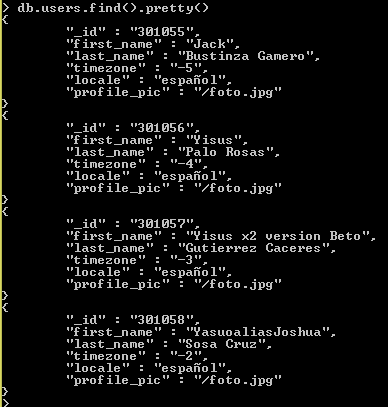 > db.users.find().pretty()
{
"_id" : "301055",
"first_name" : "Jack",
"last_name" : "Bustinza Gamero",
"timezone" : "-5",
"locale" : "español",
"profile_pic" : "/foto.jpg"
}
{
"_id" : "301056",
"first_name" : "Yisus",
"last_name" : "Palo Rosas",
"timezone" : "-4",
"locale" : "español",
"profile_pic" : "/foto.jpg"
}
{
"_id" : "301057",
"first_name" : "Yisus x2 version Beto",
"last_name" : "Gutierrez Caceres",
"timezone" : "-3",
"locale" : "español",
"profile_pic" : "/foto.jpg"
}
{
"_id" : "301058",
"first_name" : "YasuoaliasJoshua",
"last_name" : "Sosa Cruz",
"timezone" : "-2",
"locale" : "español",
"profile_pic" : "/foto.jpg"
}
>